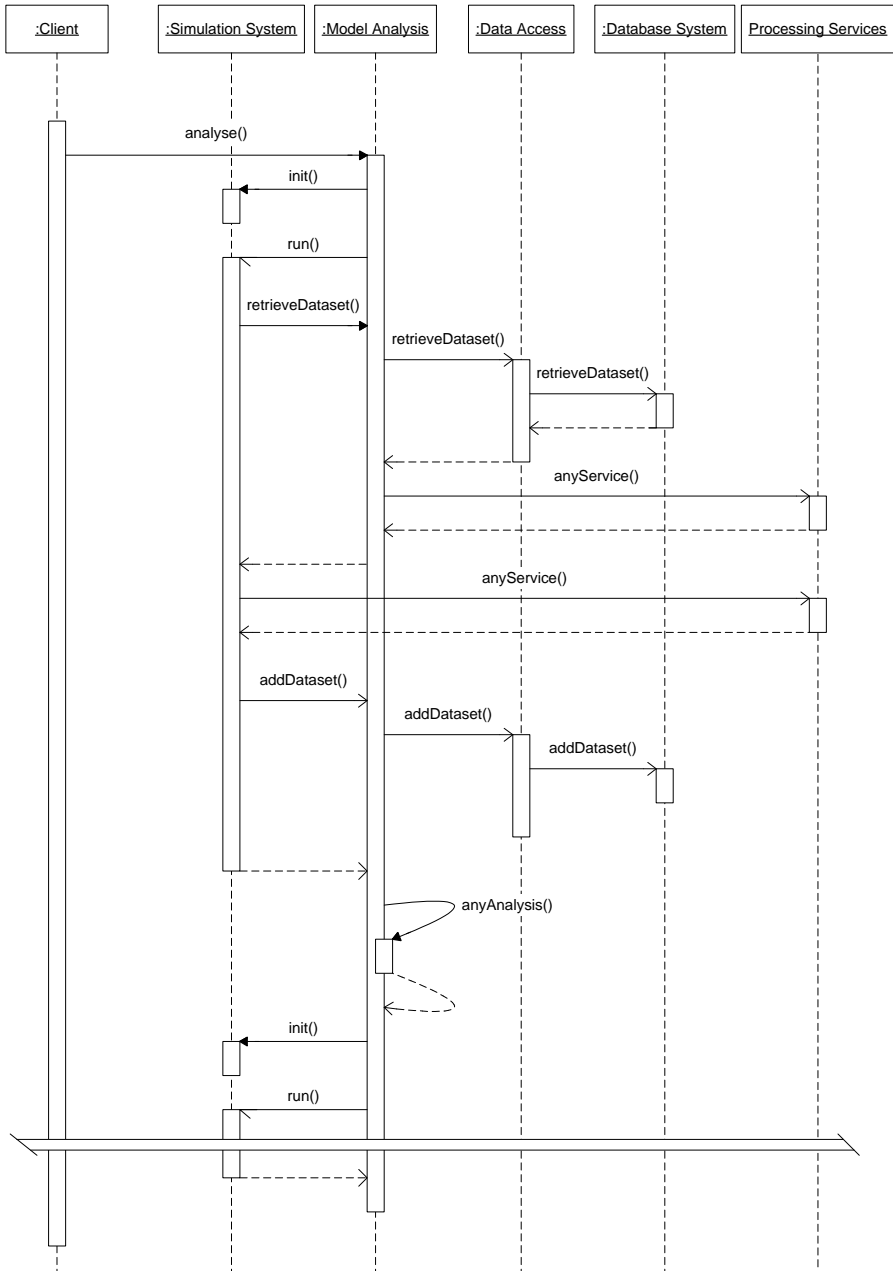 :Client
:Simulation System
:Model Analysis
:Data Access
:Database System
Processing Services
analyse()
init()
run()
retrieveDataset()
retrieveDataset()
retrieveDataset()
anyService()
anyService()
addDataset()
addDataset()
addDataset()
anyAnalysis()
init()
run()